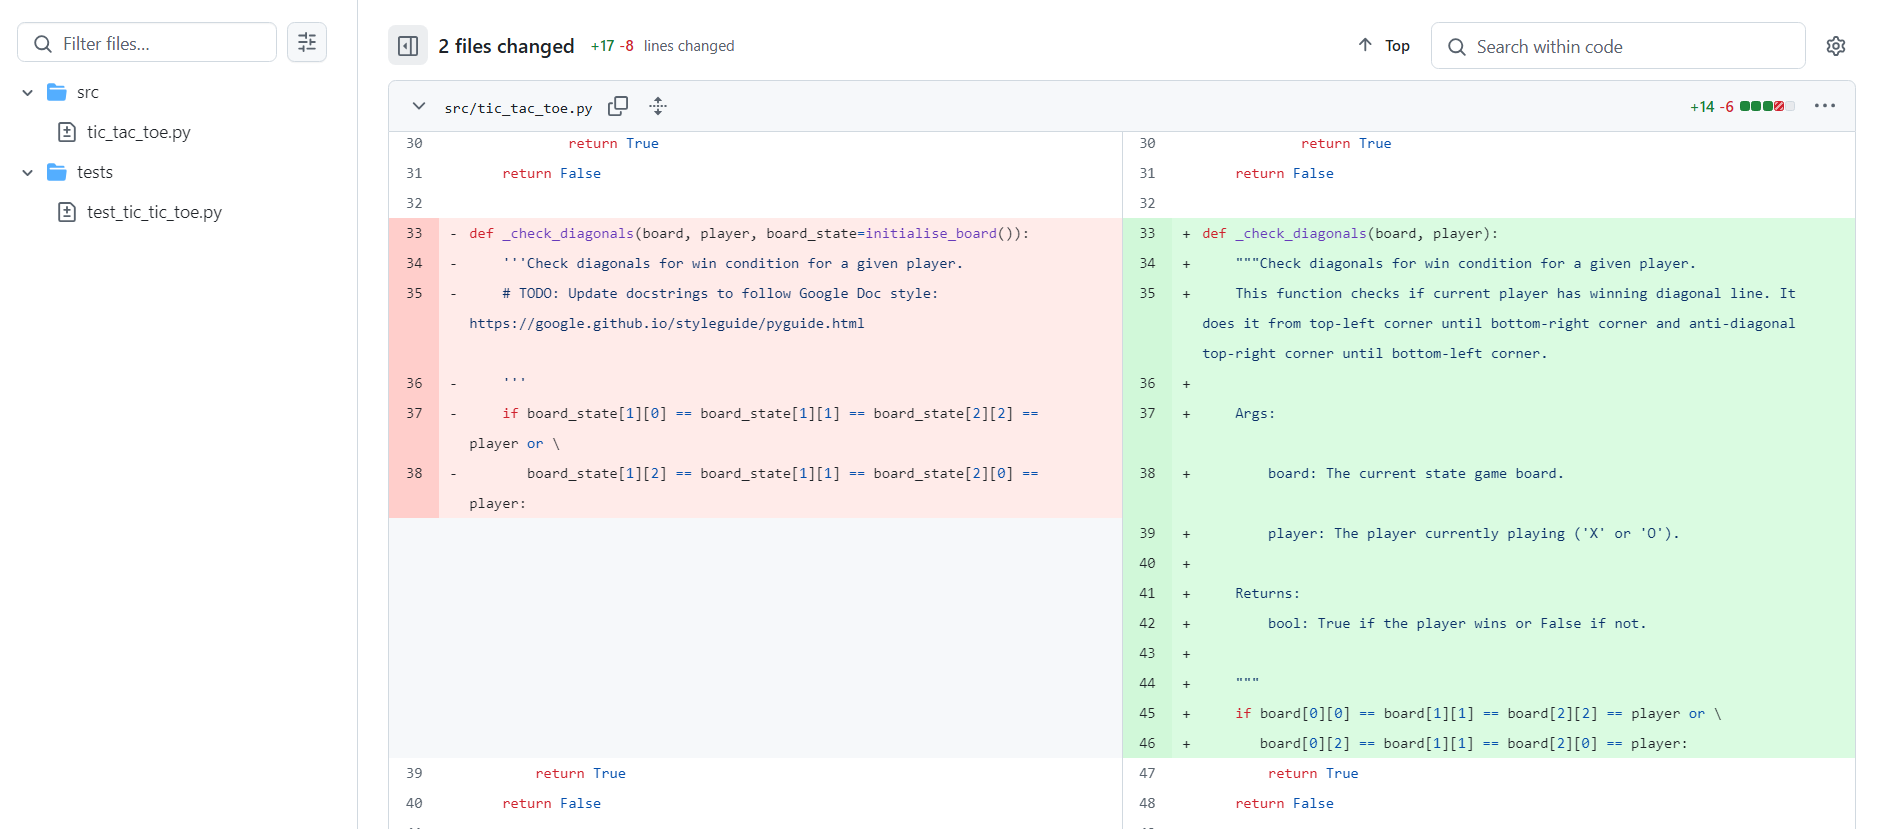 Filter files...
src
tic_tac_toe.py
tests
test_tic_tic_toe.py
2 files changed +17 -8 lines changed
Top
Search within code
src/tic_tac_toe.py
+14 -6
30 return True
31 return False
32
33 - def _check_diagonals(board, player, board_state=initialise_board()):
34 - '''Check diagonals for win condition for a given player.
35 - # TODO: Update docstrings to follow Google Doc style:
https://google.github.io/styleguide/pyguide.html
36 - '''
37 - if board_state[1][0] == board_state[1][1] == board_state[2][2] ==
player or \
38 - board_state[1][2] == board_state[1][1] == board_state[2][0] ==
player:
39 return True
40 return False
30 return True
31 return False
32
33 + def _check_diagonals(board, player):
34 + """Check diagonals for win condition for a given player.
35 + This function checks if current player has winning diagonal line. It
does it from top-left corner until bottom-right corner and anti-diagonal
top-right corner until bottom-left corner.
36 +
37 + Args:
38 + board: The current state game board.
39 + player: The player currently playing ('X' or 'O').
40 +
41 + Returns:
42 + bool: True if the player wins or False if not.
43 +
44 + """
45 + if board[0][0] == board[1][1] == board[2][2] == player or \
46 + board[0][2] == board[1][1] == board[2][0] == player:
47 return True
48 return False